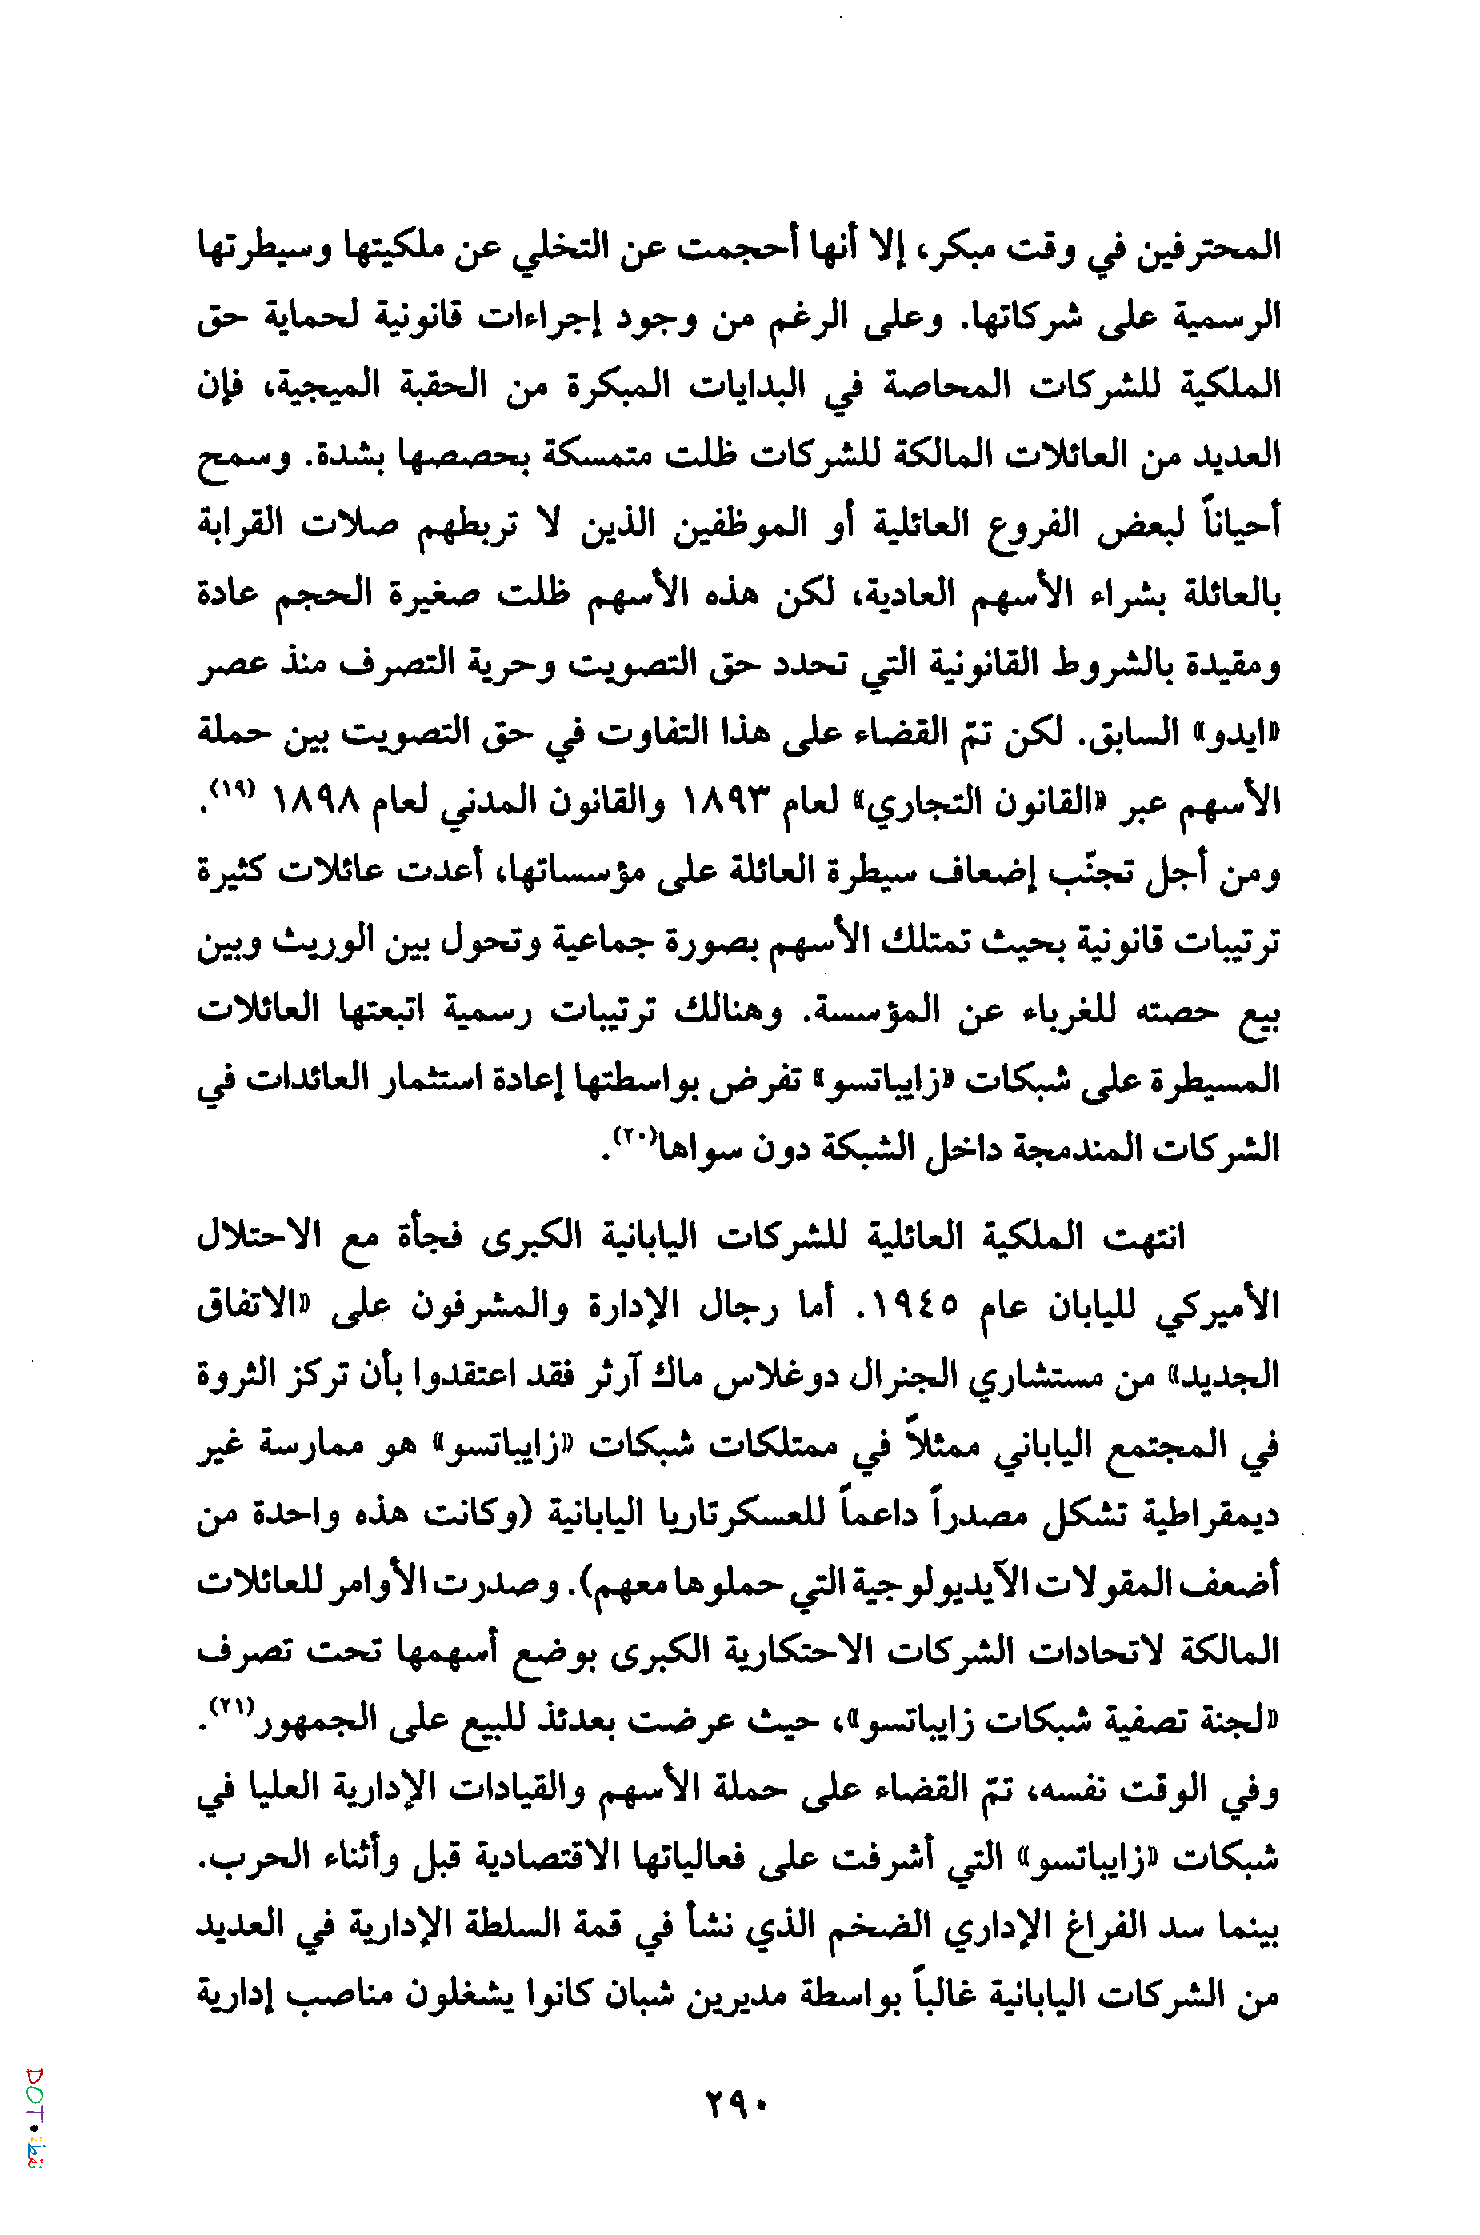 المحترفين في وقت مبكر، إلا أنها أحجمت عن التخلي عن ملكيتها وسيطرتها
الرسمية على شركاتها. وعلى الرغم من وجود إجراءات قانونية لحماية حق
الملكية للشركات المحاصة في البدايات المبكرة من الحقبة الميجية، فإن
العديد من العائلات المالكة للشركات ظلت متمسكة بحصصها بشدة. وسمح
أحياناً لبعض الفروع العائلية أو الموظفين الذين لا تربطهم صلات القرابة
بالعائلة بشراء الأسهم العادية، لكن هذه الأسهم ظلت صغيرة الحجم عادة
ومقيدة بالشروط القانونية التي تحدد حق التصويت وحرية التصرف منذ عصر
«ايدو» السابق. لكن تمّ القضاء على هذا التفاوت في حق التصويت بين حملة
الأسهم عبر «القانون التجاري» لعام ١٨٩٣ والقانون المدني لعام ١٨٩٨ (١٩).
ومن أجل تجنّب إضعاف سيطرة العائلة على مؤسساتها، أعدت عائلات كثيرة
ترتيبات قانونية بحيث تمتلك الأسهم بصورة جماعية وتحول بين الوريث وبين
بيع حصته للغرباء عن المؤسسة. وهنالك ترتيبات رسمية اتبعتها العائلات
المسيطرة على شبكات «زايباتسو» تفرض بواسطتها إعادة استثمار العائدات في
الشركات المندمجة داخل الشبكة دون سواها(٢٠).
انتهت الملكية العائلية للشركات اليابانية الكبرى فجأة مع الاحتلال
الأميركي لليابان عام ١٩٤٥. أما رجال الإدارة والمشرفون على «الاتفاق
الجديد» من مستشاري الجنرال دوغلاس ماك آرثر فقد اعتقدوا بأن تركز الثروة
في المجتمع الياباني ممثلاً في ممتلكات شبكات «زايباتسو» هو ممارسة غير
ديمقراطية تشكل مصدراً داعماً للعسكرتاريا اليابانية (وكانت هذه واحدة من
أضعف المقولات الآيديولوجية التي حملوها معهم). وصدرت الأوامر للعائلات
المالكة لاتحادات الشركات الاحتكارية الكبرى بوضع أسهمها تحت تصرف
«لجنة تصفية شبكات زايباتسو»، حيث عرضت بعدئذ للبيع على الجمهور(٢١).
وفي الوقت نفسه، تمّ القضاء على حملة الأسهم والقيادات الإدارية العليا في
شبكات «زايباتسو» التي أشرفت على فعالياتها الاقتصادية قبل وأثناء الحرب.
بينما سد الفراغ الإداري الضخم الذي نشأ في قمة السلطة الإدارية في العديد
من الشركات اليابانية غالباً بواسطة مديرين شبان كانوا يشغلون مناصب إدارية
٢٩٠
DOT•نقطة